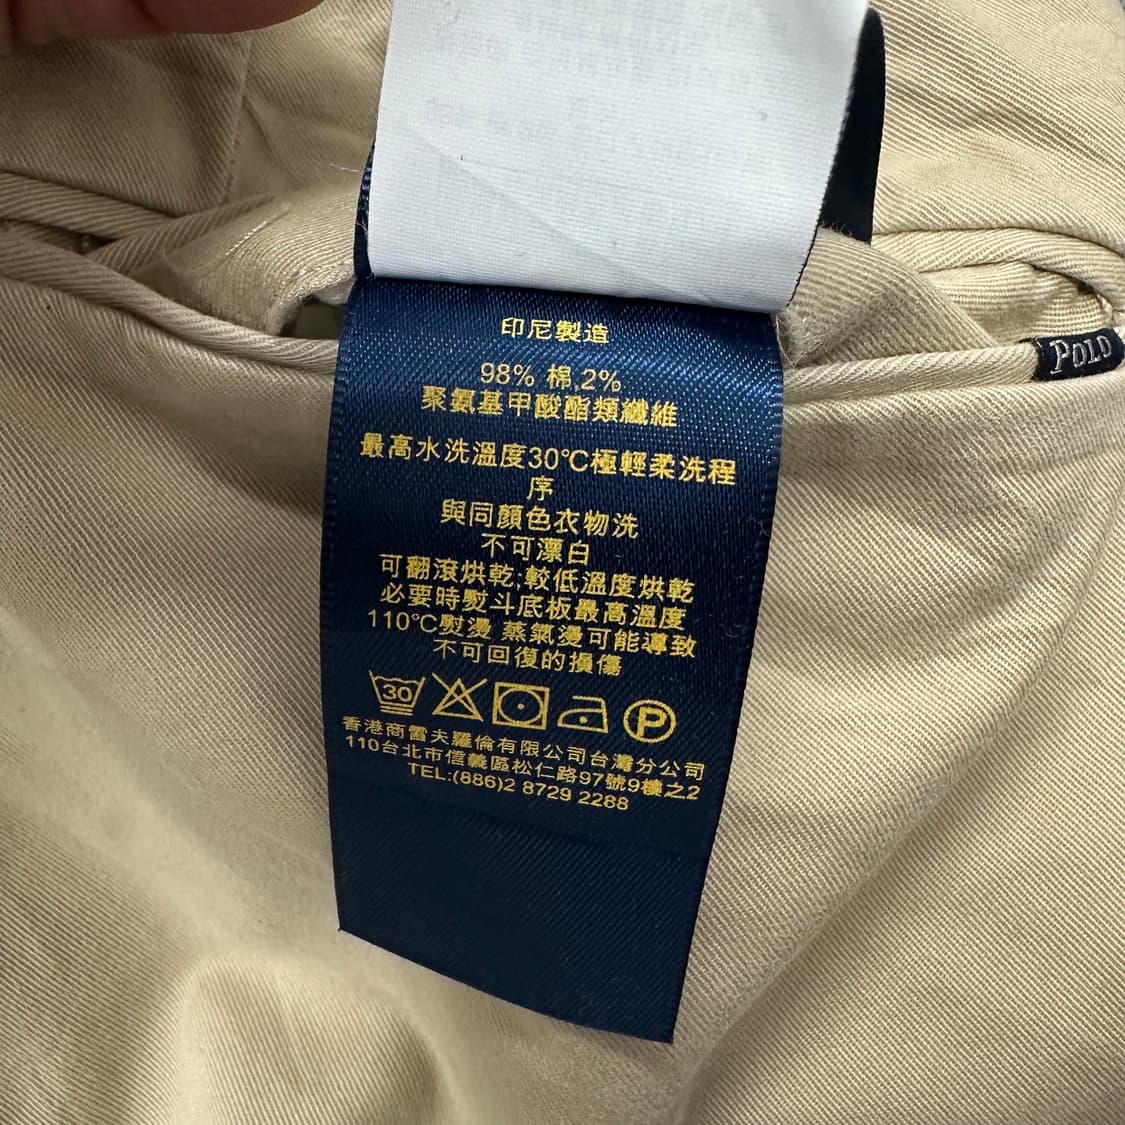 印尼製造
98% 棉,2%
聚氨基甲酸酯類纖維
最高水洗溫度30℃極輕柔洗程
序
與同顏色衣物洗
不可漂白
可翻滾烘乾;較低溫度烘乾
必要時熨斗底板最高溫度
110℃熨燙 蒸氣燙可能導致
不可回復的損傷
30 P
香港商雷夫羅倫有限公司台灣分公司
110台北市信義區松仁路97號9樓之2
TEL:(886)2 8729 2288
POLO